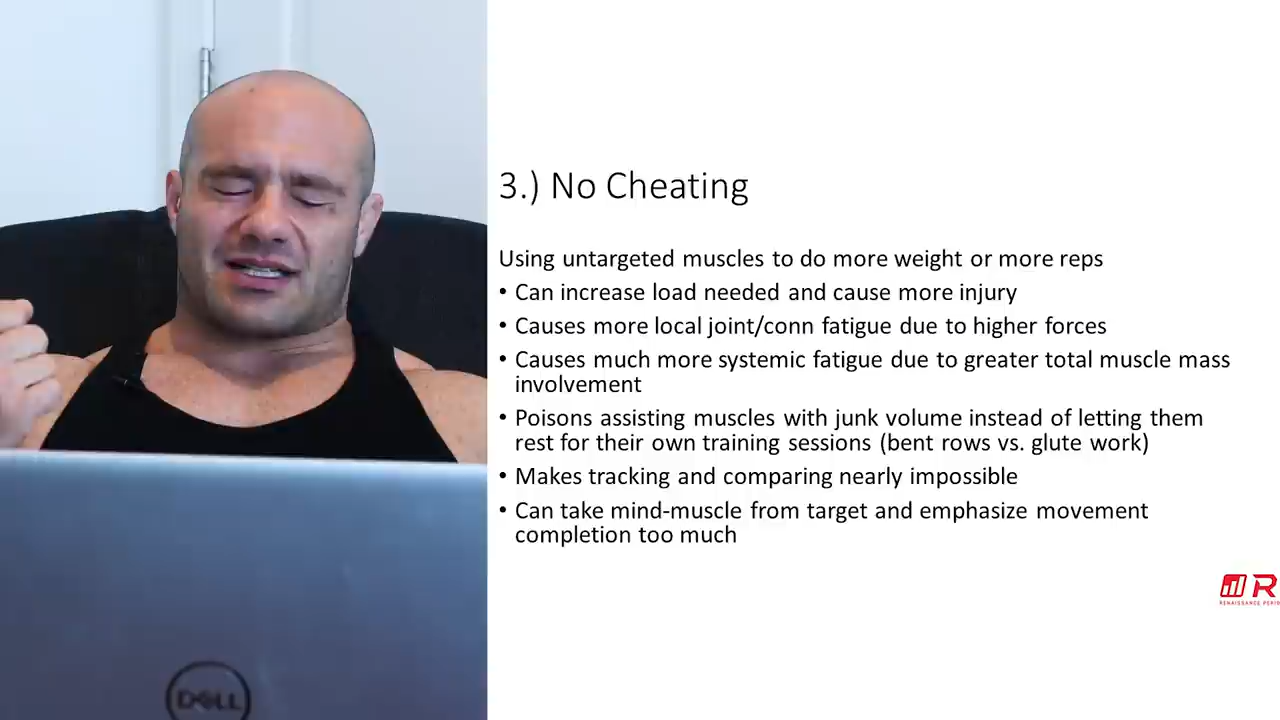 3.) No Cheating
Using untargeted muscles to do more weight or more reps
• Can increase load needed and cause more injury
• Causes more local joint/conn fatigue due to higher forces
• Causes much more systemic fatigue due to greater total muscle mass
involvement
• Poisons assisting muscles with junk volume instead of letting them
rest for their own training sessions (bent rows vs. glute work)
• Makes tracking and comparing nearly impossible
• Can take mind-muscle from target and emphasize movement
completion too much
R
RENAISSANCE PERIO
DELL